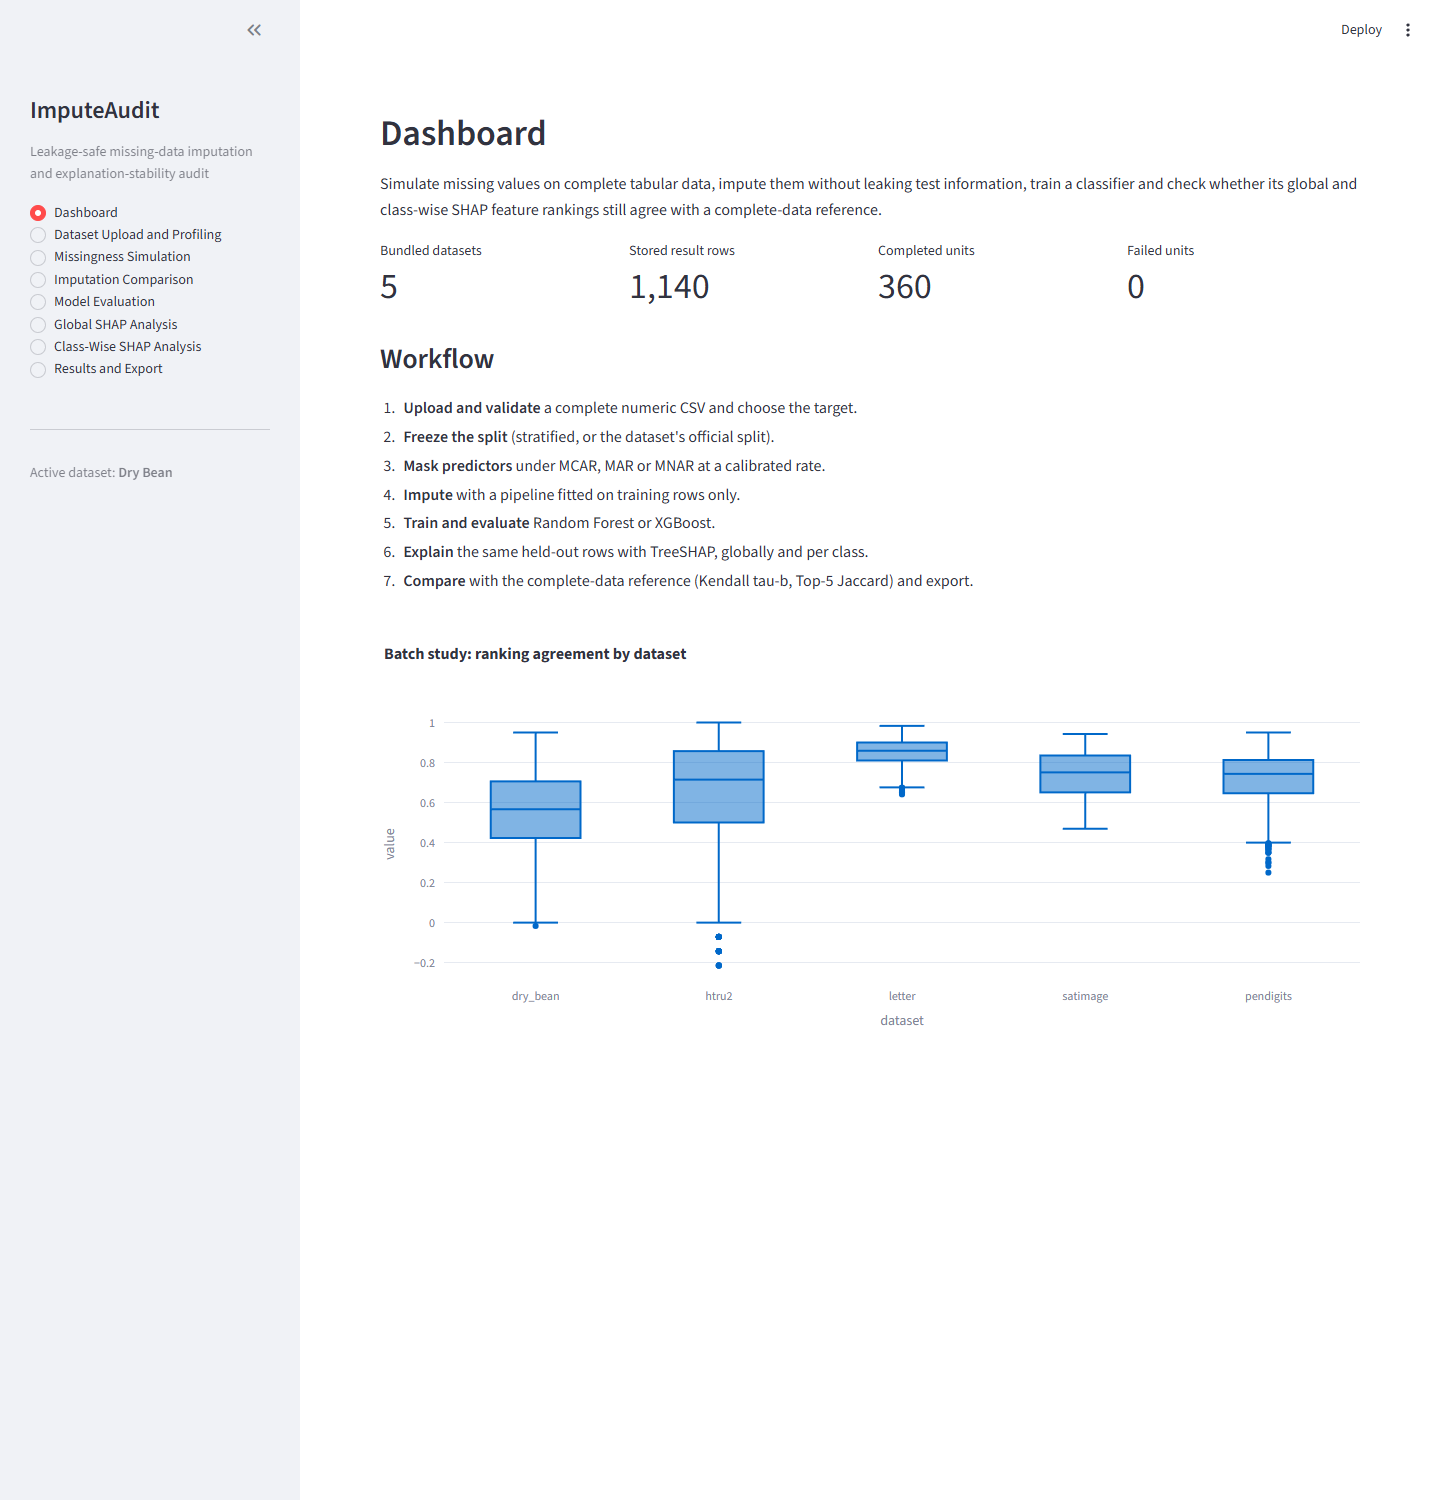 Deploy
ImputeAudit
Leakage-safe missing-data imputation
and explanation-stability audit
Dashboard
Dataset Upload and Profiling
Missingness Simulation
Imputation Comparison
Model Evaluation
Global SHAP Analysis
Class-Wise SHAP Analysis
Results and Export
Active dataset: Dry Bean
Dashboard
Simulate missing values on complete tabular data, impute them without leaking test information, train a classifier and check whether its global and
class-wise SHAP feature rankings still agree with a complete-data reference.
Bundled datasets Stored result rows Completed units Failed units
5 1,140 360 0
Workflow
1. Upload and validate a complete numeric CSV and choose the target.
2. Freeze the split (stratified, or the dataset's official split).
3. Mask predictors under MCAR, MAR or MNAR at a calibrated rate.
4. Impute with a pipeline fitted on training rows only.
5. Train and evaluate Random Forest or XGBoost.
6. Explain the same held-out rows with TreeSHAP, globally and per class.
7. Compare with the complete-data reference (Kendall tau-b, Top-5 Jaccard) and export.
Batch study: ranking agreement by dataset
value
1
0.8
0.6
0.4
0.2
0
−0.2
dry_bean htru2 letter satimage pendigits
dataset